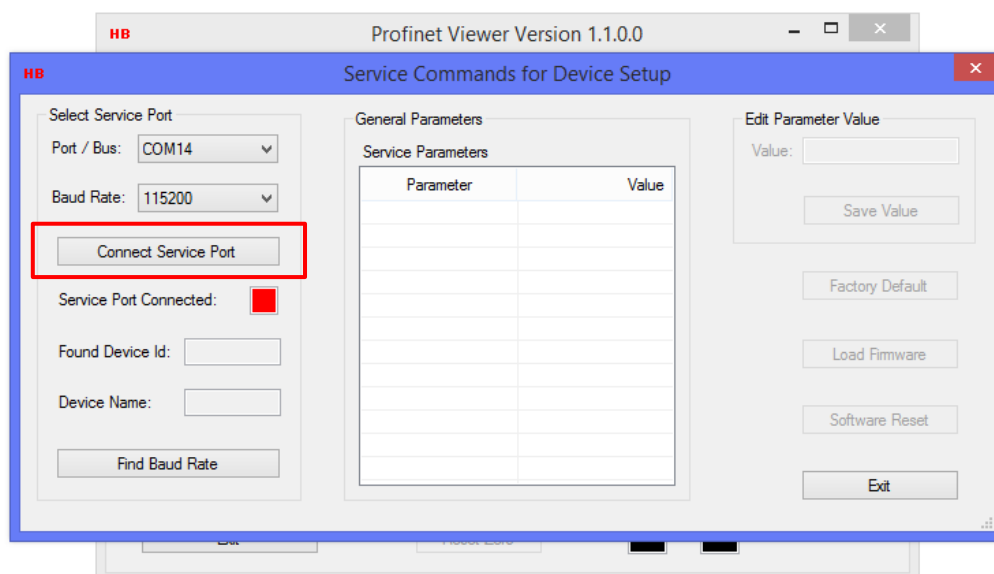 HB
Profinet Viewer Version 1.1.0.0
HB
Service Commands for Device Setup
Select Service Port
Port / Bus: COM14
Baud Rate: 115200
Connect Service Port
Service Port Connected:
Found Device Id:
Device Name:
Find Baud Rate
General Parameters
Service Parameters
Parameter Value
Edit Parameter Value
Value:
Save Value
Factory Default
Load Firmware
Software Reset
Exit